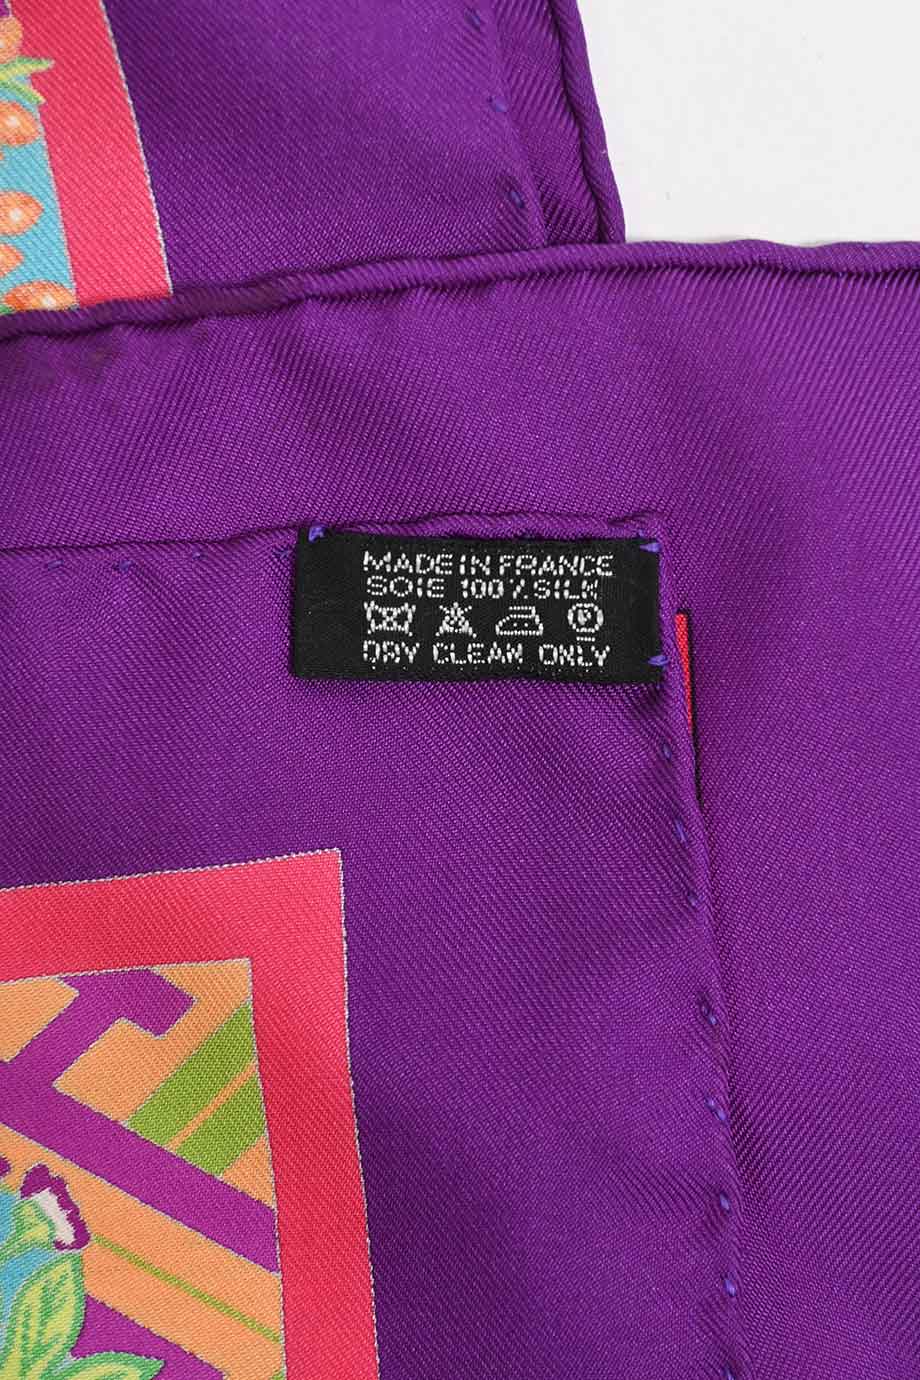 MADE IN FRANCE
SOIE 100% SILK
P
DRY CLEAN ONLY